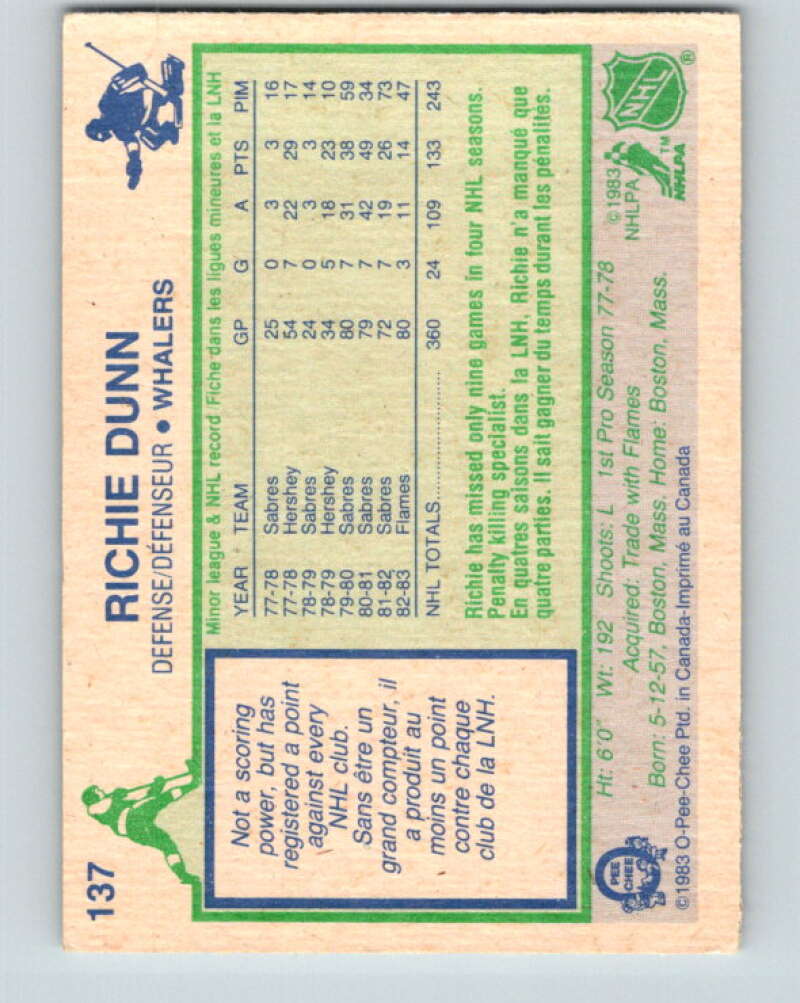 137
RICHIE DUNN
DEFENSE/DÉFENSEUR • WHALERS
Not a scoring
power, but has
registered a point
against every
NHL club.
Sans être un
grand compteur, il
a produit au
moins un point
contre chaque
club de la LNH.
Minor league & NHL record Fiche dans les ligues mineures et la LNH
YEAR TEAM GP G A PTS PIM
77-78 Sabres 25 0 3 3 16
77-78 Hershey 54 7 22 29 17
78-79 Sabres 24 0 3 3 14
78-79 Hershey 34 5 18 23 10
79-80 Sabres 80 7 31 38 59
80-81 Sabres 79 7 42 49 34
81-82 Sabres 72 7 19 26 73
82-83 Flames 80 3 11 14 47
NHL TOTALS.................... 360 24 109 133 243
Richie has missed only nine games in four NHL seasons.
Penalty killing specialist.
En quatres saisons dans la LNH, Richie n'a manqué que
quatre parties. Il sait gagner du temps durant les pénalités.
Ht: 6'0" Wt: 192 Shoots: L 1st Pro Season 77-78
Acquired: Trade with Flames
Born: 5-12-57, Boston, Mass. Home: Boston, Mass.
©1983 O-Pee-Chee Ptd. in Canada-Imprimé au Canada
O
PEE
CHEE
©1983
NHLPA
TM
NHLPA
NHL
®